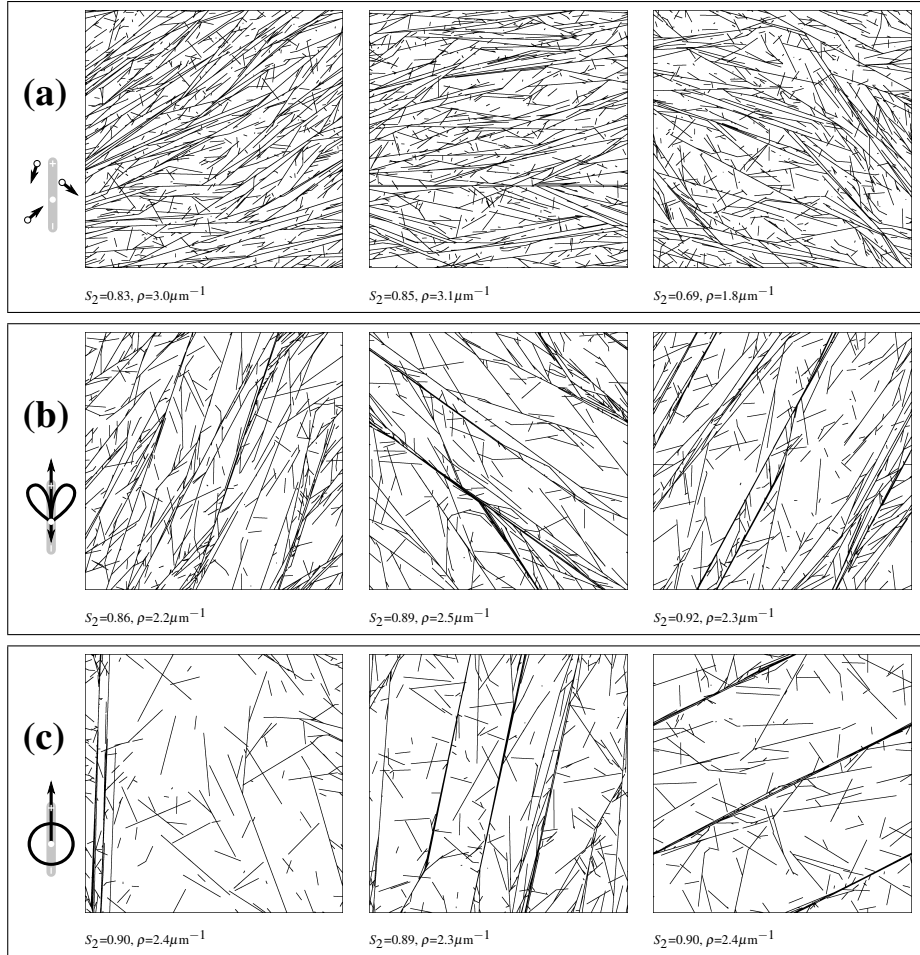 (a)
+
−
S2=0.83, ρ=3.0μm−1
S2=0.85, ρ=3.1μm−1
S2=0.69, ρ=1.8μm−1
(b)
+
−
S2=0.86, ρ=2.2μm−1
S2=0.89, ρ=2.5μm−1
S2=0.92, ρ=2.3μm−1
(c)
+
−
S2=0.90, ρ=2.4μm−1
S2=0.89, ρ=2.3μm−1
S2=0.90, ρ=2.4μm−1